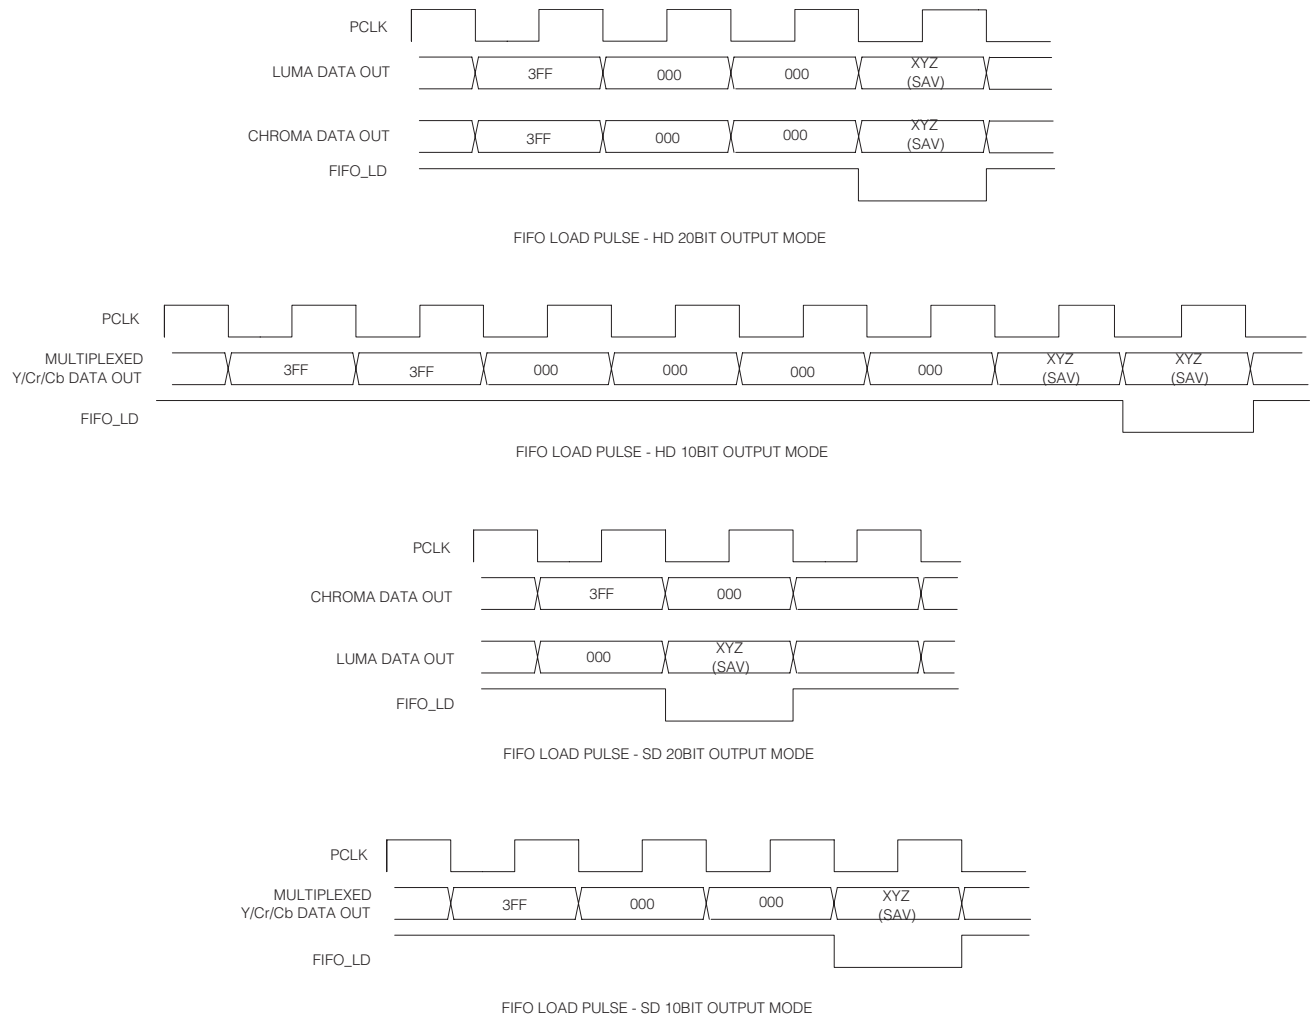 PCLK
LUMA DATA OUT
3FF
000
000
XYZ
(SAV)
CHROMA DATA OUT
3FF
000
000
XYZ
(SAV)
FIFO_LD
FIFO LOAD PULSE - HD 20BIT OUTPUT MODE
PCLK
MULTIPLEXED
Y/Cr/Cb DATA OUT
3FF
3FF
000
000
000
000
XYZ
(SAV)
XYZ
(SAV)
FIFO_LD
FIFO LOAD PULSE - HD 10BIT OUTPUT MODE
PCLK
CHROMA DATA OUT
3FF
000
LUMA DATA OUT
000
XYZ
(SAV)
FIFO_LD
FIFO LOAD PULSE - SD 20BIT OUTPUT MODE
PCLK
MULTIPLEXED
Y/Cr/Cb DATA OUT
3FF
000
000
XYZ
(SAV)
FIFO_LD
FIFO LOAD PULSE - SD 10BIT OUTPUT MODE